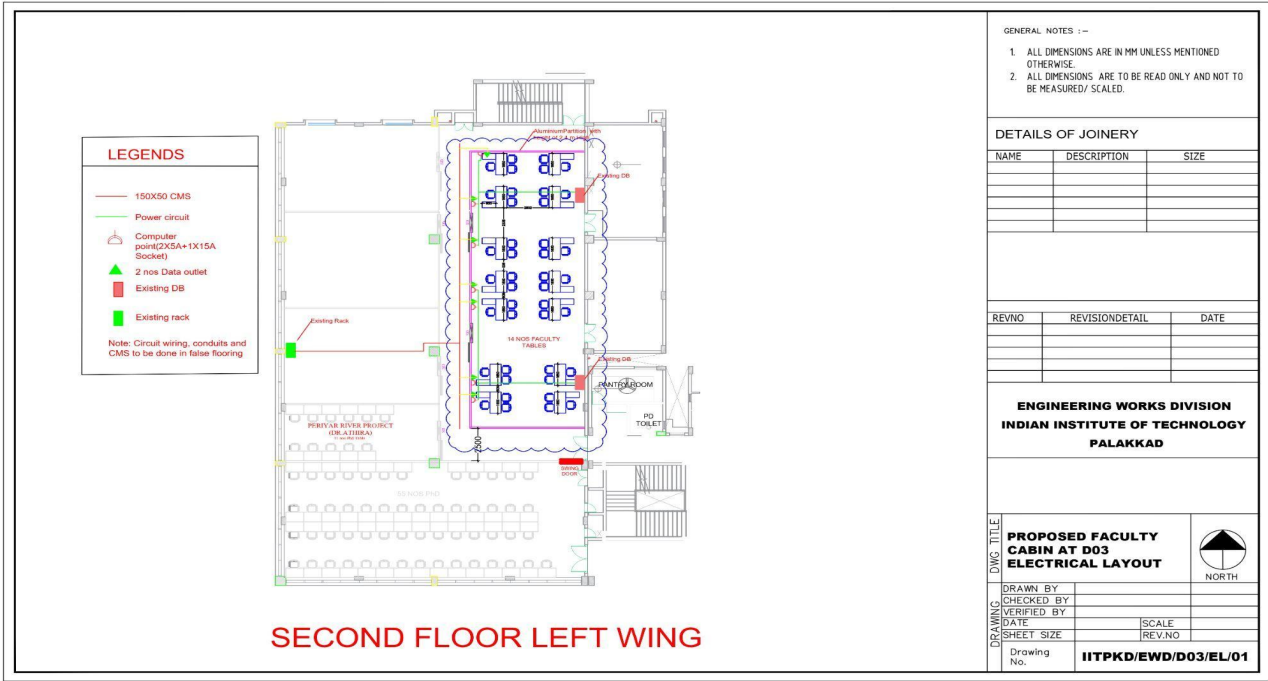 LEGENDS
150X50 CMS
Power circuit
Computer
point(2X5A+1X15A
Socket)
2 nos Data outlet
Existing DB
Existing rack
Note: Circuit wiring, conduits and
CMS to be done in false flooring
AluminiumPartition with
Existing DB
Existing Rack
14 NOS FACULTY
TABLES
Existing DB
PANTRY ROOM
PD
TOILET
PERIYAR RIVER PROJECT
(DR.ATHIRA)
2500
SWING
DOOR
SECOND FLOOR LEFT WING
GENERAL NOTES :-
1. ALL DIMENSIONS ARE IN MM UNLESS MENTIONED
OTHERWISE.
2. ALL DIMENSIONS ARE TO BE READ ONLY AND NOT TO
BE MEASURED/ SCALED.
DETAILS OF JOINERY
NAME DESCRIPTION SIZE
REVNO REVISIONDETAIL DATE
ENGINEERING WORKS DIVISION
INDIAN INSTITUTE OF TECHNOLOGY
PALAKKAD
DWG TITLE
PROPOSED FACULTY
CABIN AT D03
ELECTRICAL LAYOUT
NORTH
DRAWING
DRAWN BY
CHECKED BY
VERIFIED BY
DATE SCALE
SHEET SIZE REV.NO
Drawing
No.
IITPKD/EWD/D03/EL/01